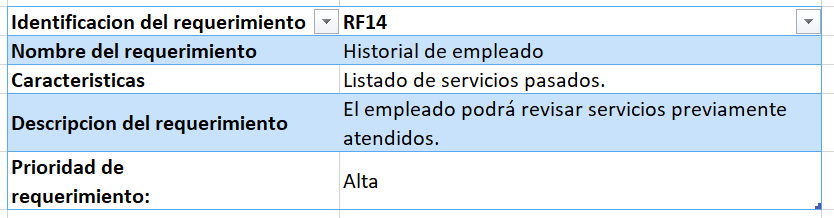 Identificacion del requerimiento RF14
Nombre del requerimiento Historial de empleado
Caracteristicas Listado de servicios pasados.
Descripcion del requerimiento El empleado podrá revisar servicios previamente
atendidos.
Prioridad de
requerimiento: Alta